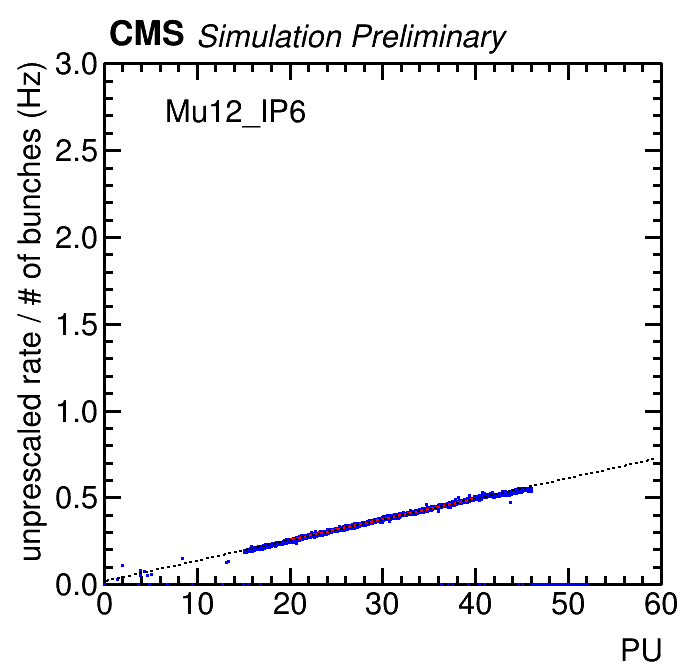 CMS Simulation Preliminary
Mu12_IP6
unprescaled rate / # of bunches (Hz)
3.0
2.5
2.0
1.5
1.0
0.5
0.0
0 10 20 30 40 50 60
PU